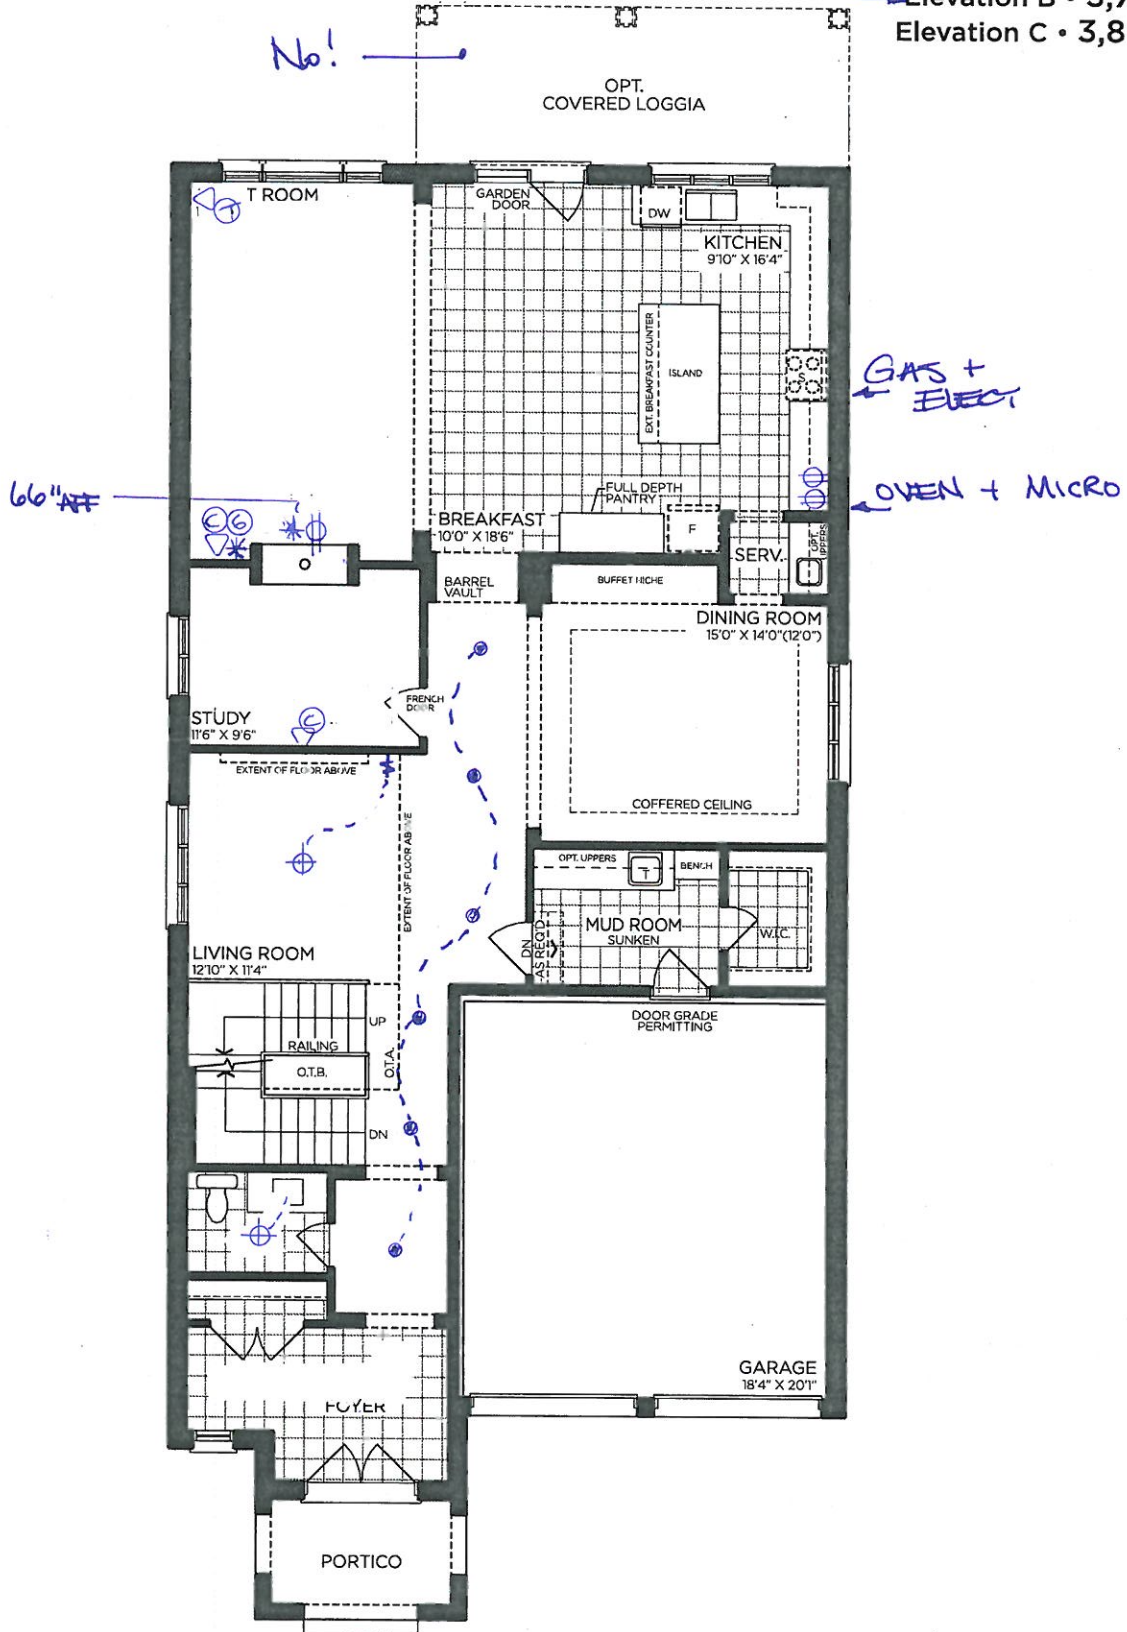 Elevation B • 3,7
Elevation C • 3,8
No!
OPT.
COVERED LOGGIA
T ROOM
T
GARDEN
DOOR
DW
KITCHEN
9'10" X 16'4"
EXT. BREAKFAST COUNTER
ISLAND
S
GAS +
ELECT
66" AFF
OVEN + MICRO
FULL DEPTH
PANTRY
C 6
BREAKFAST
10'0" X 18'6"
F
SERV.
OPT.
UPPERS
BARREL
VAULT
BUFFET NICHE
DINING ROOM
15'0" X 14'0"(12'0")
FRENCH
DOOR
STUDY
11'6" X 9'6"
C
EXTENT OF FLOOR ABOVE
EXTENT OF FLOOR ABOVE
COFFERED CEILING
OPT. UPPERS
T
BENCH
MUD ROOM
SUNKEN
W.I.C.
DN
AS REQ'D
LIVING ROOM
12'10" X 11'4"
UP
RAILING
O.T.B.
O.T.A.
DN
DOOR GRADE
PERMITTING
GARAGE
18'4" X 20'1"
FOYER
PORTICO